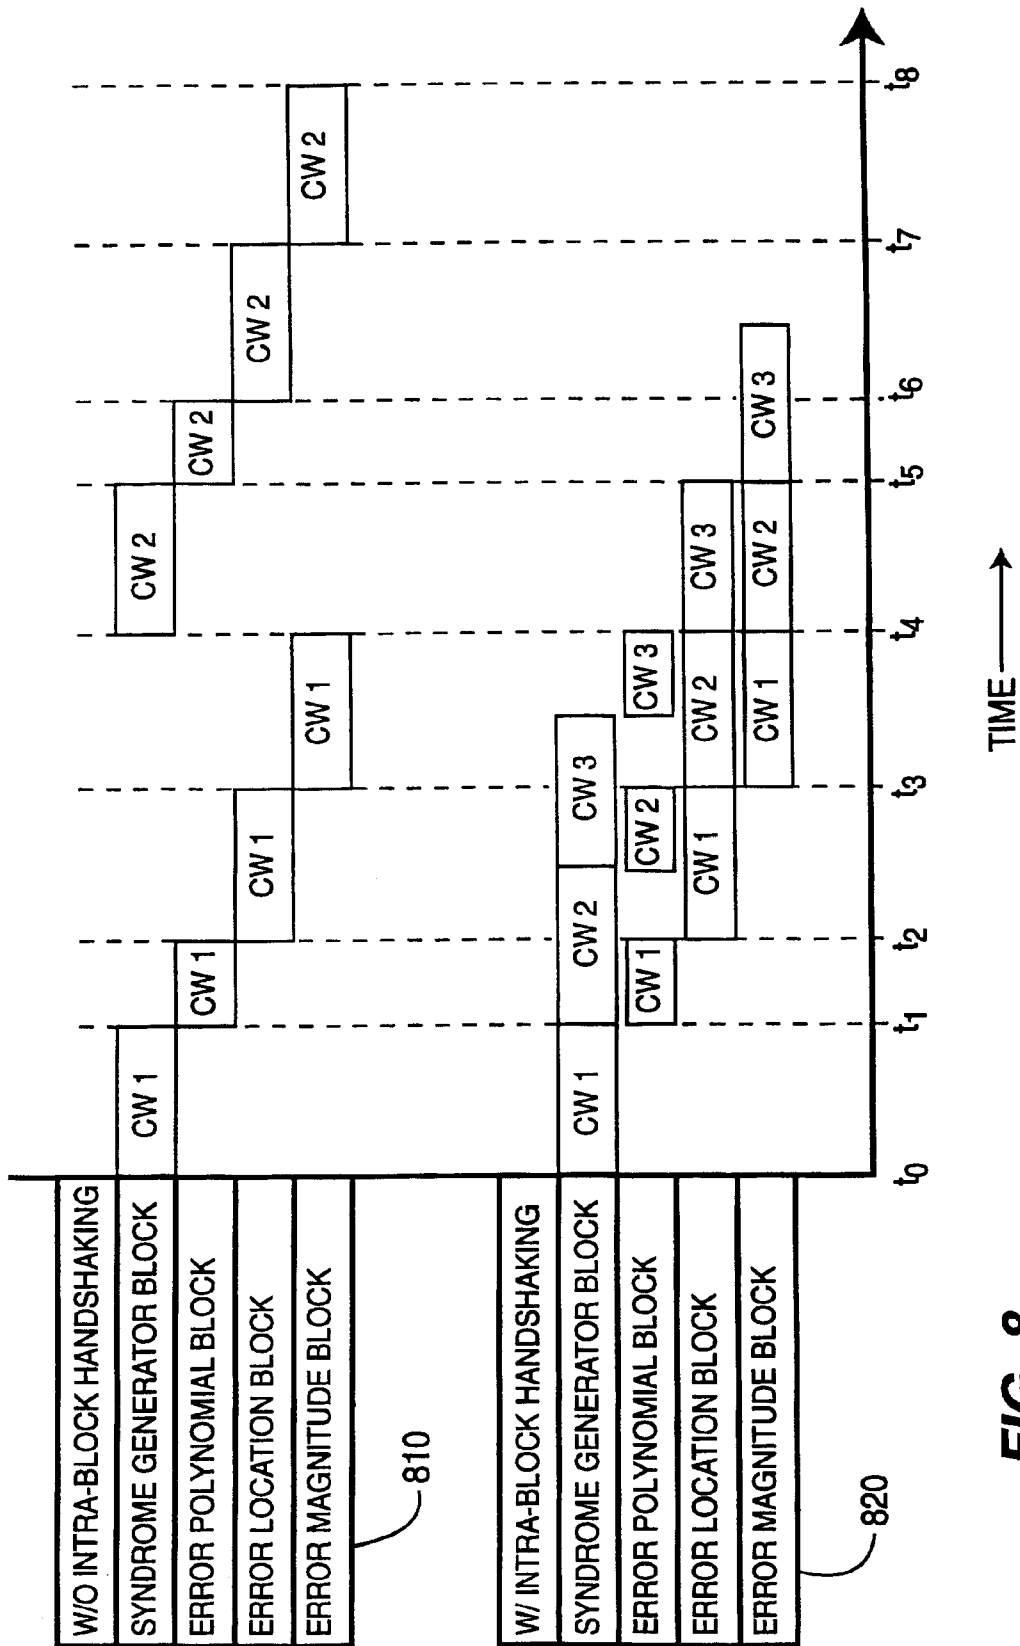 W/O INTRA-BLOCK HANDSHAKING
SYNDROME GENERATOR BLOCK CW 1 CW 2
ERROR POLYNOMIAL BLOCK CW 1 CW 2
ERROR LOCATION BLOCK CW 1 CW 2
ERROR MAGNITUDE BLOCK CW 1 CW 2
810
W/ INTRA-BLOCK HANDSHAKING
SYNDROME GENERATOR BLOCK CW 1 CW 2 CW 3
ERROR POLYNOMIAL BLOCK CW 1 CW 2 CW 3
ERROR LOCATION BLOCK CW 1 CW 2 CW 3
ERROR MAGNITUDE BLOCK CW 1 CW 2 CW 3
820
t0 t1 t2 t3 t4 t5 t6 t7 t8
TIME
FIG. 8